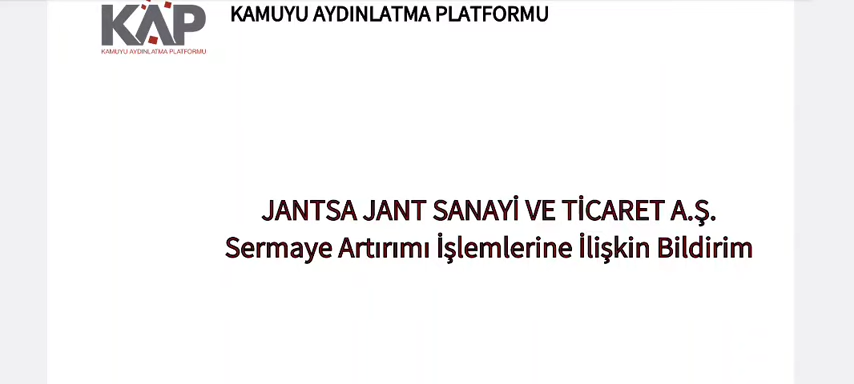 KAP
KAMUYU AYDINLATMA PLATFORMU
KAMUYU AYDINLATMA PLATFORMU
JANTSA JANT SANAYİ VE TİCARET A.Ş.
Sermaye Artırımı İşlemlerine İlişkin Bildirim